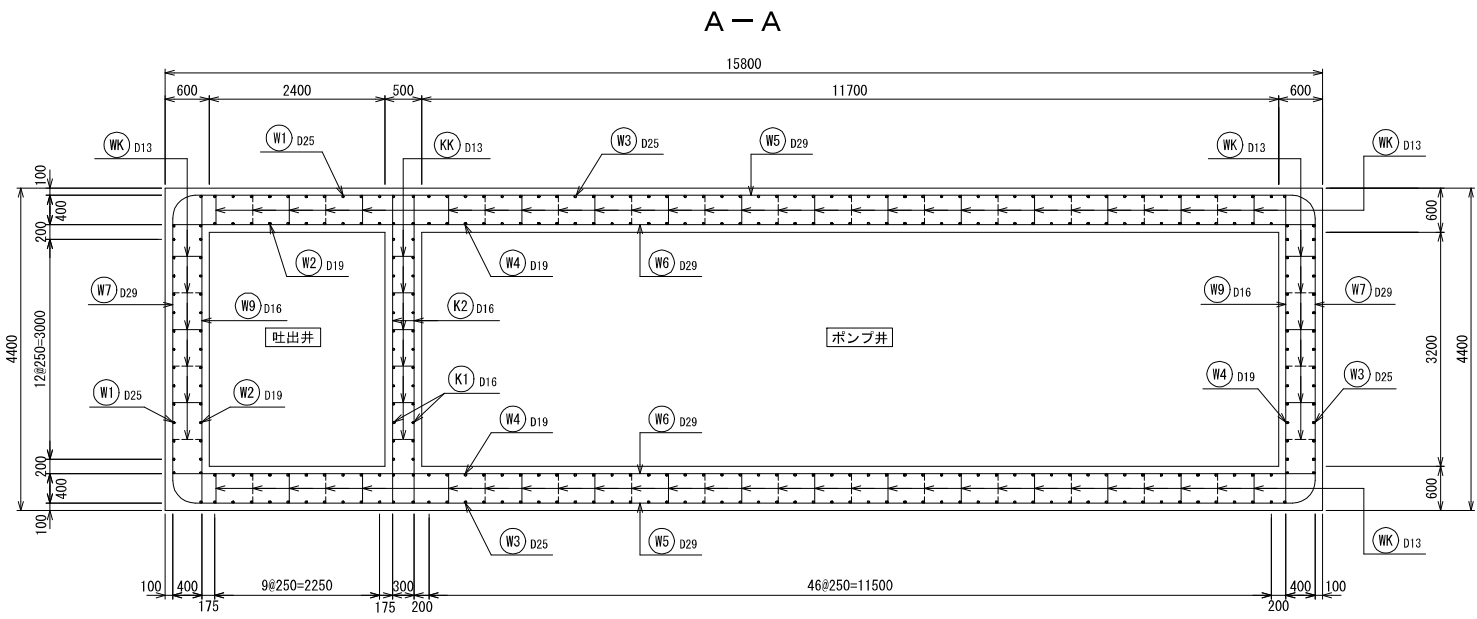 A－A
15800
600 2400 500 11700 600
WK D13
W1 D25
KK D13
W3 D25
W5 D29
WK D13
WK D13
100
400
200
W2 D19
W4 D19
W6 D29
600
W7 D29
W9 D16
K2 D16
W9 D16
W7 D29
吐出井
ポンプ井
4400
12@250=3000
3200
4400
W1 D25
W2 D19
K1 D16
W4 D19
W3 D25
W4 D19
W6 D29
200
400
100
600
W3 D25
W5 D29
WK D13
100 400 9@250=2250 300 46@250=11500 400 100
175 175 200 200